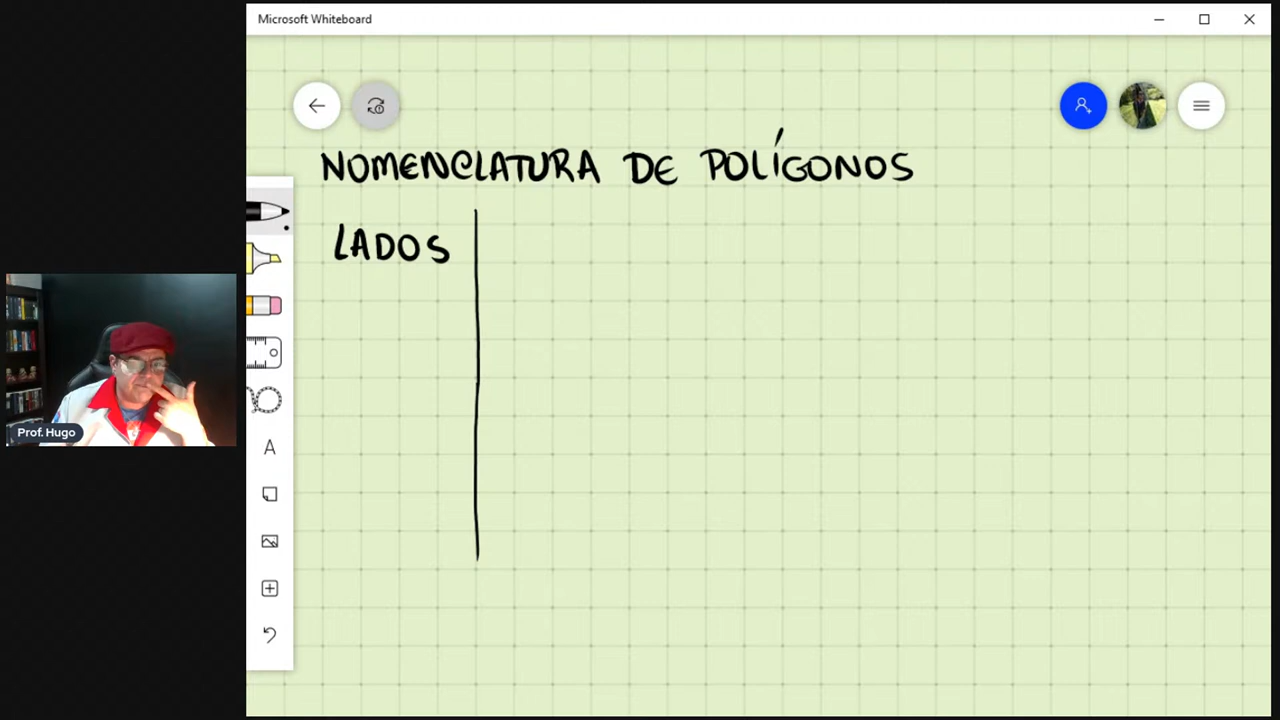 Microsoft Whiteboard
NOMENCLATURA DE POLÍGONOS
LADOS
Prof. Hugo
A